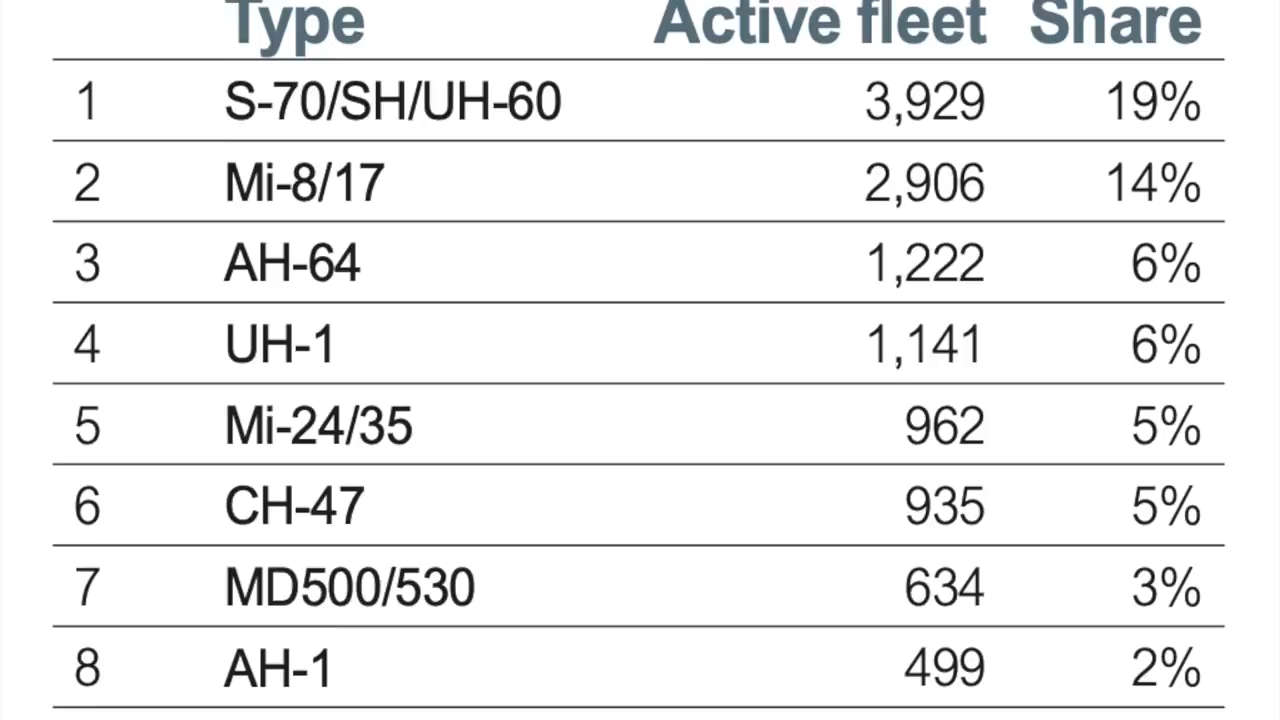 Type Active fleet Share
1 S-70/SH/UH-60 3,929 19%
2 Mi-8/17 2,906 14%
3 AH-64 1,222 6%
4 UH-1 1,141 6%
5 Mi-24/35 962 5%
6 CH-47 935 5%
7 MD500/530 634 3%
8 AH-1 499 2%